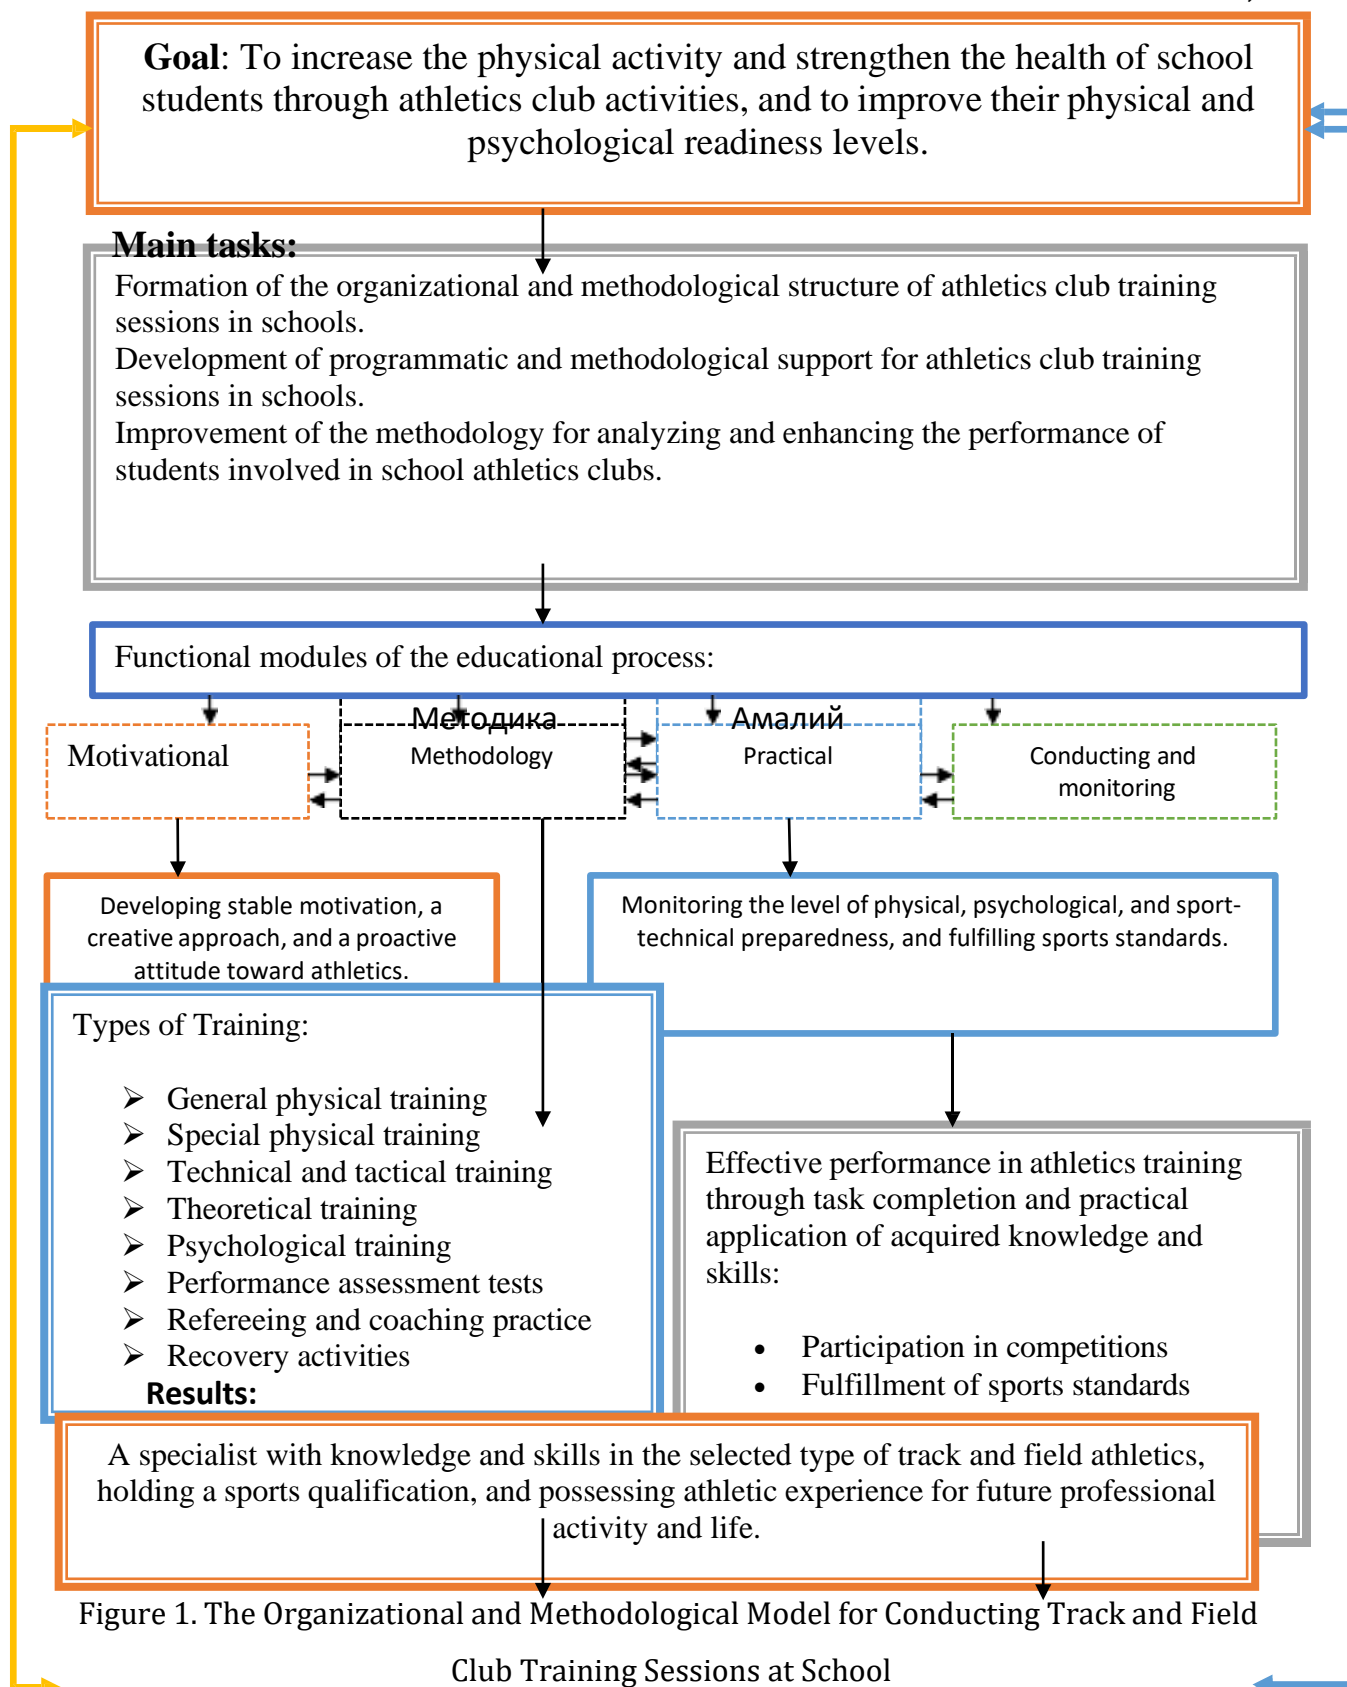 Goal: To increase the physical activity and strengthen the health of school
students through athletics club activities, and to improve their physical and
psychological readiness levels.
Main tasks:
Formation of the organizational and methodological structure of athletics club training
sessions in schools.
Development of programmatic and methodological support for athletics club training
sessions in schools.
Improvement of the methodology for analyzing and enhancing the performance of
students involved in school athletics clubs.
Functional modules of the educational process:
Motivational
Методика
Methodology
Амалий
Practical
Conducting and
monitoring
Developing stable motivation, a
creative approach, and a proactive
attitude toward athletics.
Monitoring the level of physical, psychological, and sport-
technical preparedness, and fulfilling sports standards.
Types of Training:
➢ General physical training
➢ Special physical training
➢ Technical and tactical training
➢ Theoretical training
➢ Psychological training
➢ Performance assessment tests
➢ Refereeing and coaching practice
➢ Recovery activities
Effective performance in athletics training
through task completion and practical
application of acquired knowledge and
skills:
• Participation in competitions
• Fulfillment of sports standards
Results:
A specialist with knowledge and skills in the selected type of track and field athletics,
holding a sports qualification, and possessing athletic experience for future professional
activity and life.
Figure 1. The Organizational and Methodological Model for Conducting Track and Field
Club Training Sessions at School